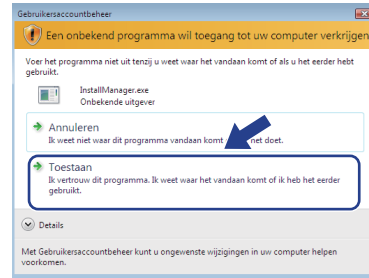 Gebruikersaccountbeheer
Een onbekend programma wil toegang tot uw computer verkrijgen
Voer het programma niet uit tenzij u weet waar het vandaan komt of als u het eerder hebt
gebruikt.
InstallManager.exe
Onbekende uitgever
Annuleren
Ik weet niet waar dit programma vandaan komt het doet.
Toestaan
Ik vertrouw dit programma. Ik weet waar het vandaan komt of ik heb het eerder
gebruikt.
Details
Met Gebruikersaccountbeheer kunt u ongewenste wijzigingen in uw computer helpen
voorkomen.